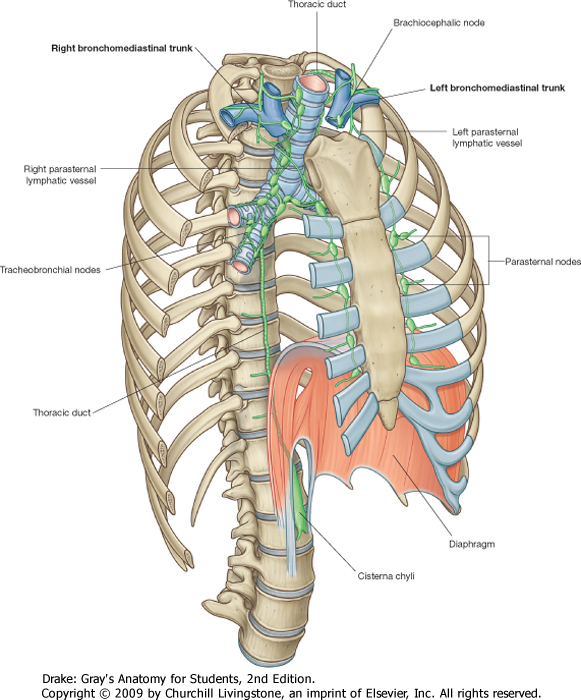 Thoracic duct
Brachiocephalic node
Right bronchomediastinal trunk
Left bronchomediastinal trunk
Left parasternal
lymphatic vessel
Right parasternal
lymphatic vessel
Parasternal nodes
Tracheobronchial nodes
Thoracic duct
Diaphragm
Cisterna chyli
Drake: Gray's Anatomy for Students, 2nd Edition.
Copyright © 2009 by Churchill Livingstone, an imprint of Elsevier, Inc. All rights reserved.